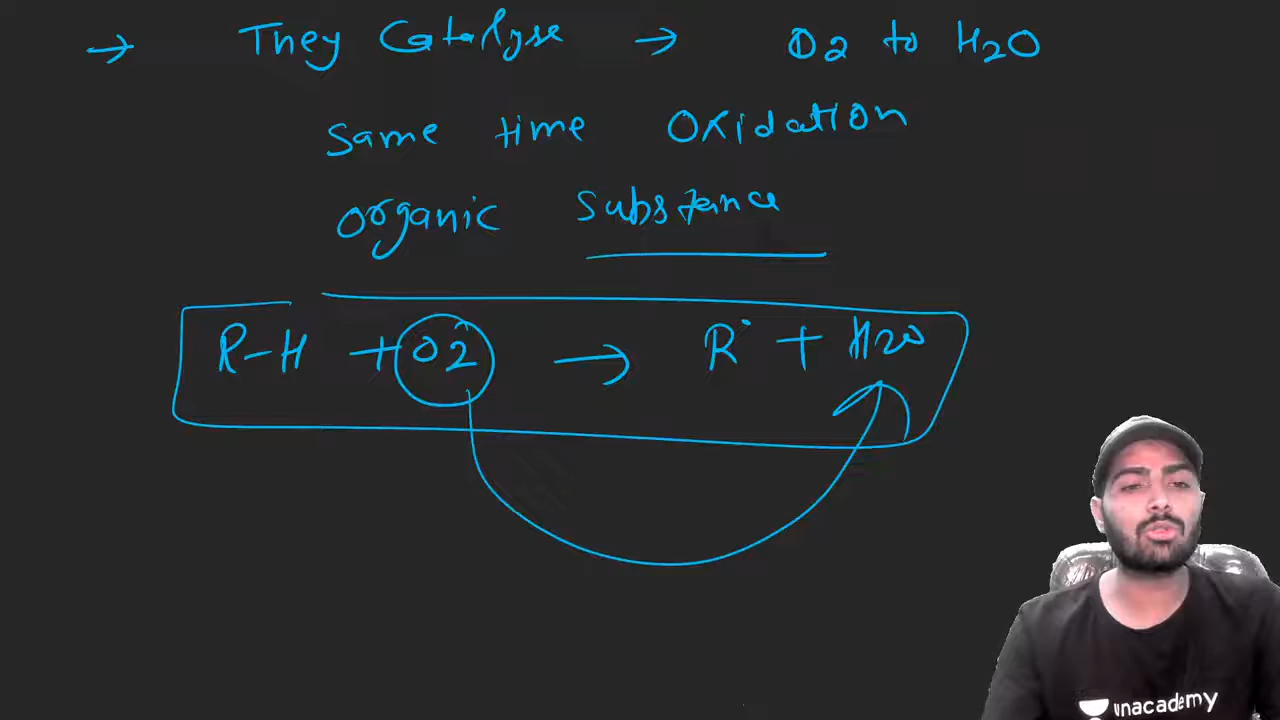 → They Catalyse → O2 to H2O
Same time Oxidation
organic Substance
R-H + O2 → R• + H2O
unacademy